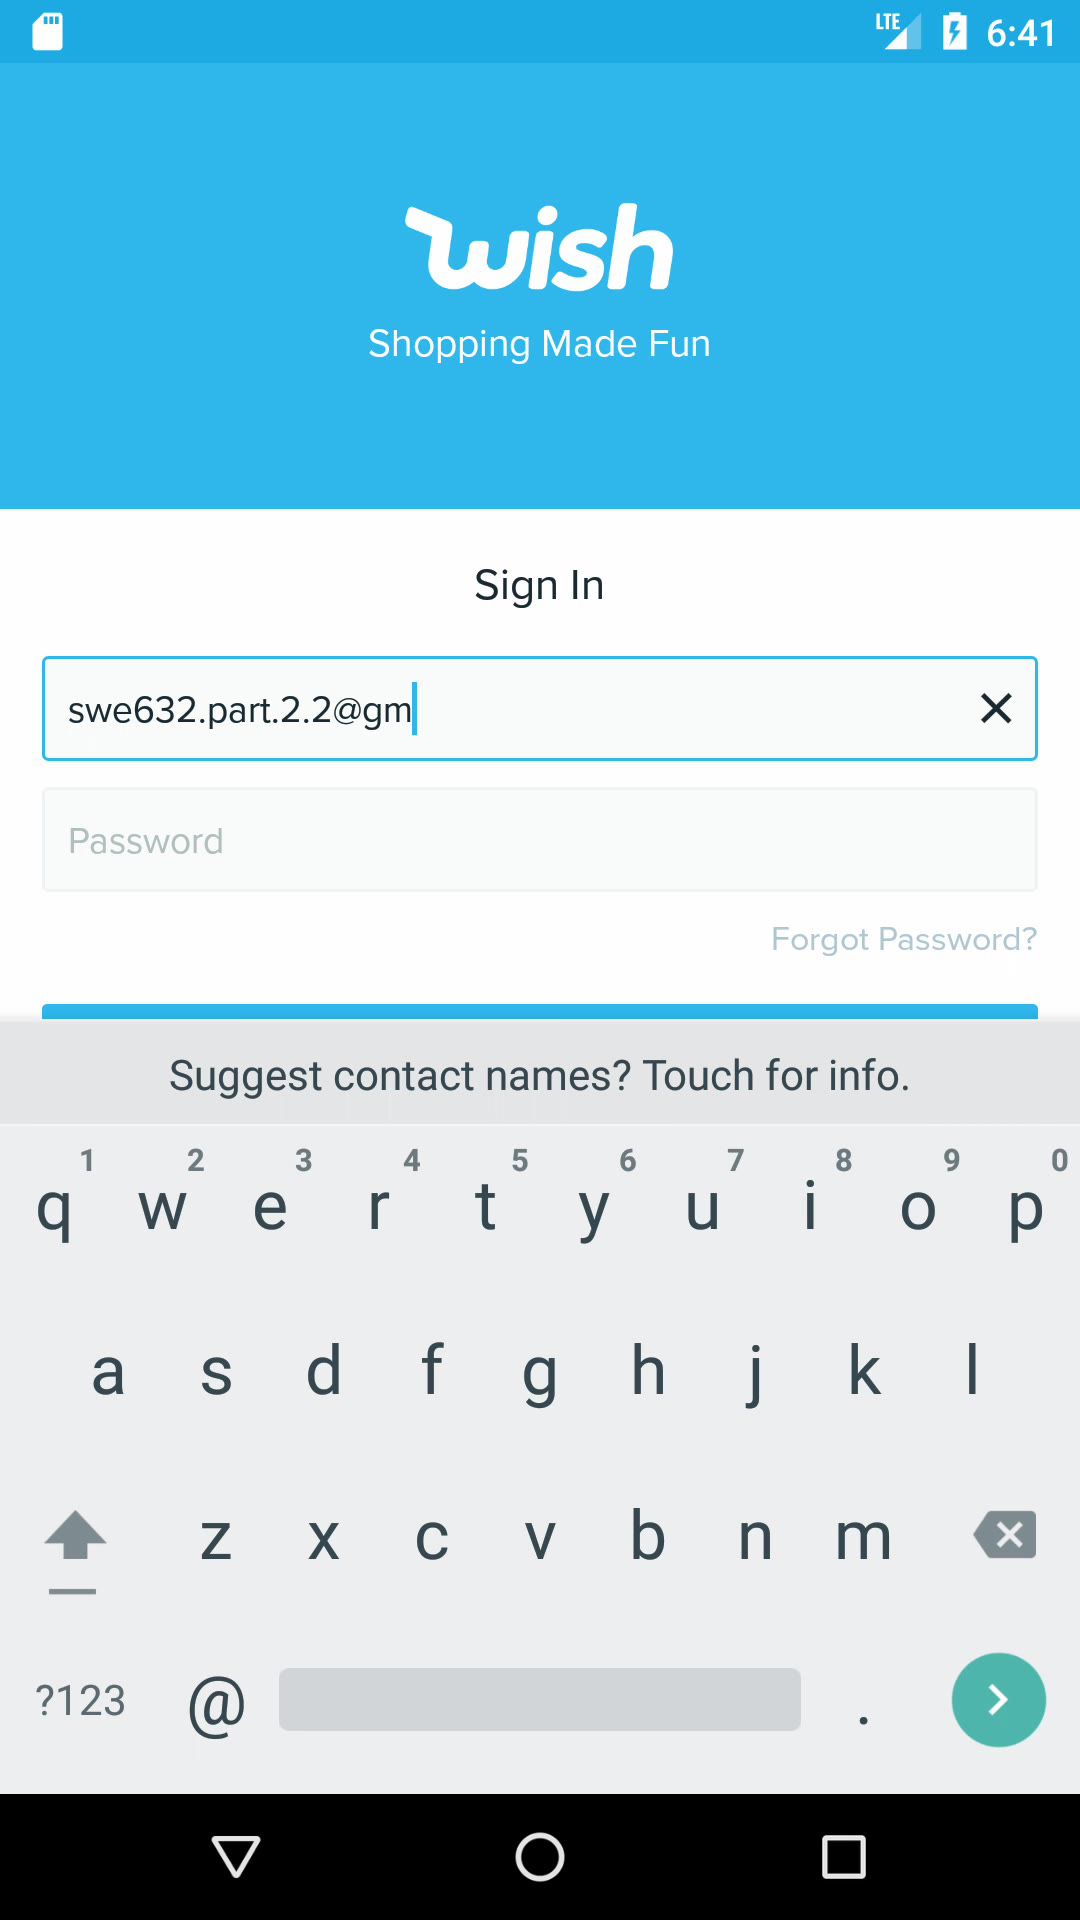 LTE 6:41
wish
Shopping Made Fun
Sign In
swe632.part.2.2@gm
Password
Forgot Password?
Suggest contact names? Touch for info.
1 2 3 4 5 6 7 8 9 0
q w e r t y u i o p
a s d f g h j k l
z x c v b n m
?123 @ .